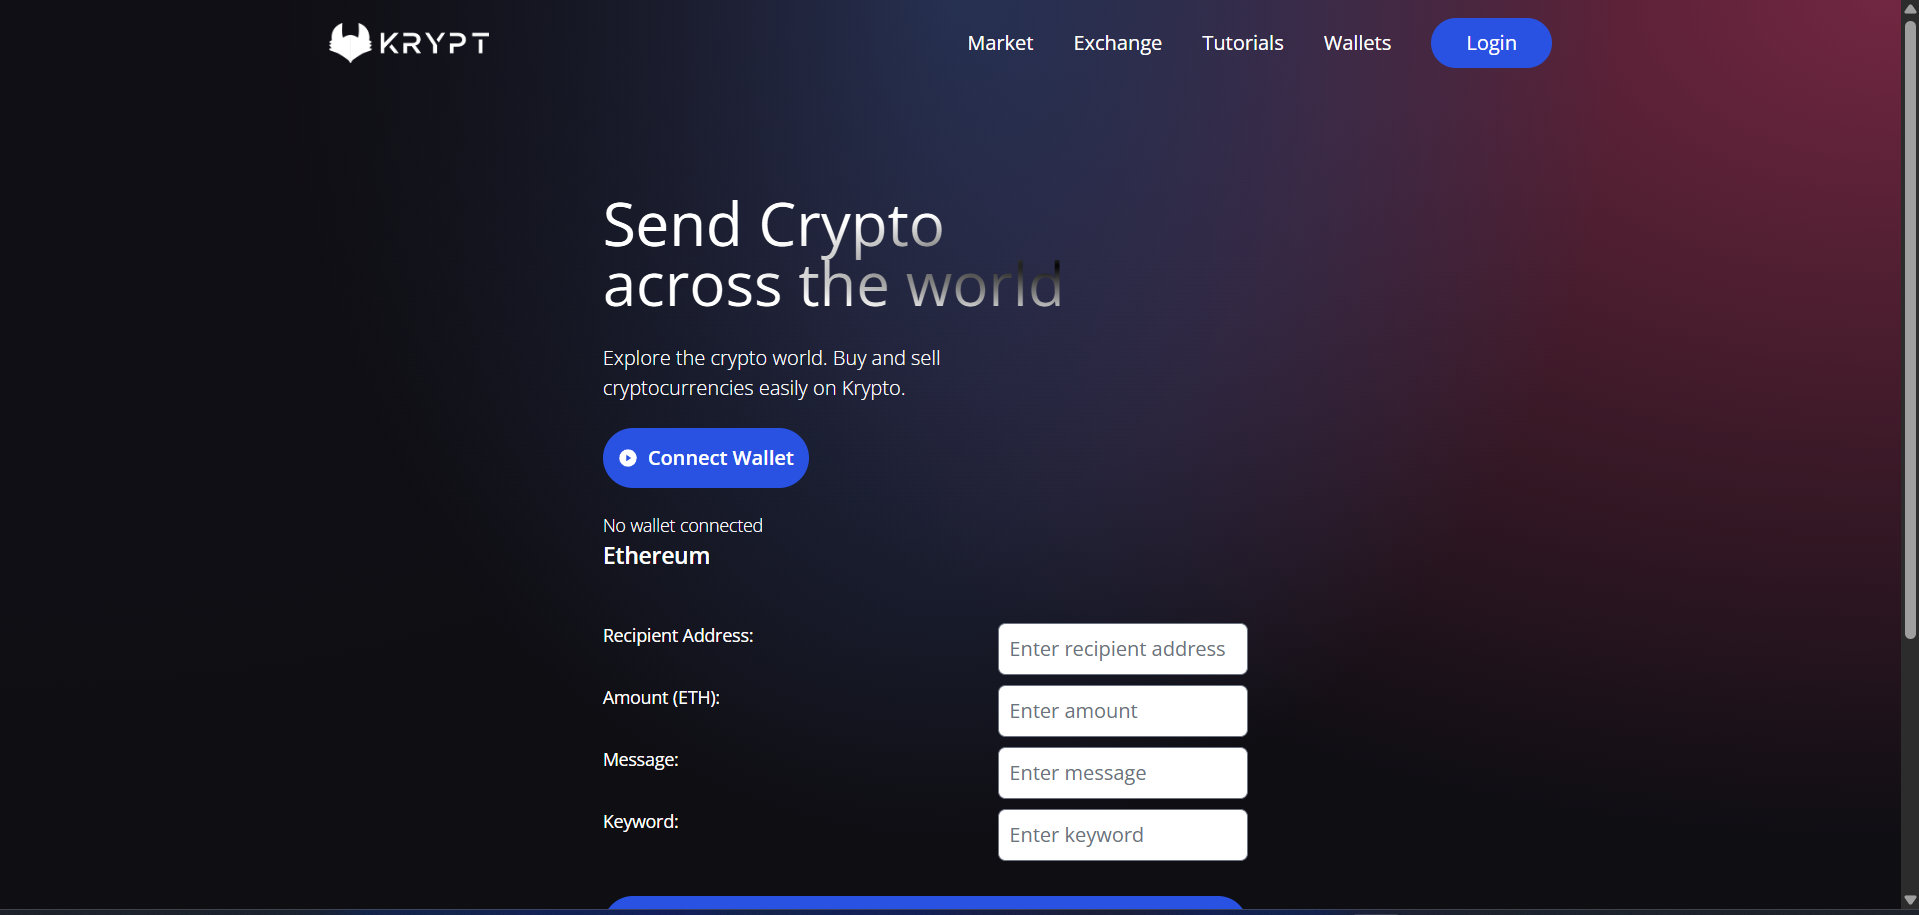 KRYPT
Market Exchange Tutorials Wallets Login
Send Crypto
across the world
Explore the crypto world. Buy and sell
cryptocurrencies easily on Krypto.
Connect Wallet
No wallet connected
Ethereum
Recipient Address:
Enter recipient address
Amount (ETH):
Enter amount
Message:
Enter message
Keyword:
Enter keyword